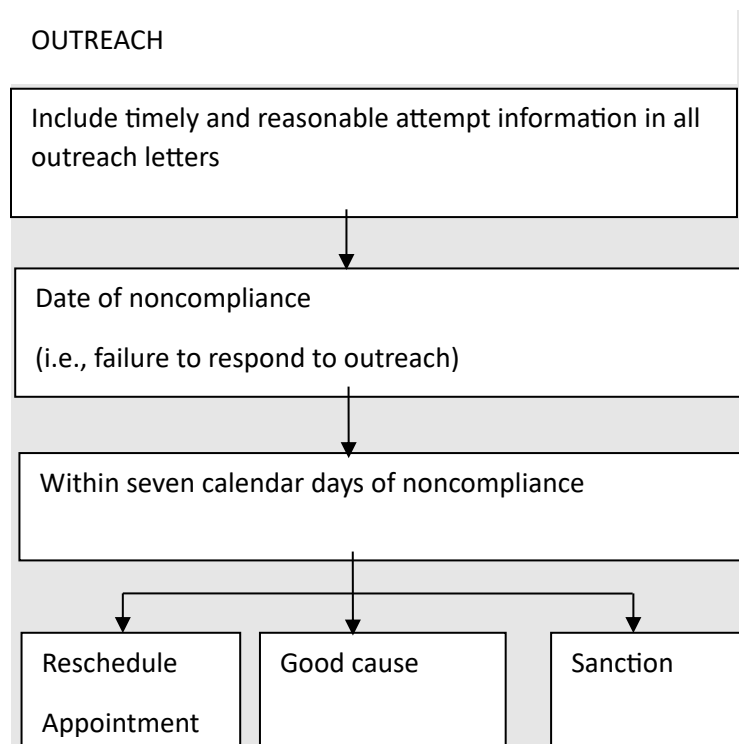 OUTREACH
Include timely and reasonable attempt information in all
outreach letters
Date of noncompliance
(i.e., failure to respond to outreach)
Within seven calendar days of noncompliance
Reschedule
Appointment
Good cause
Sanction